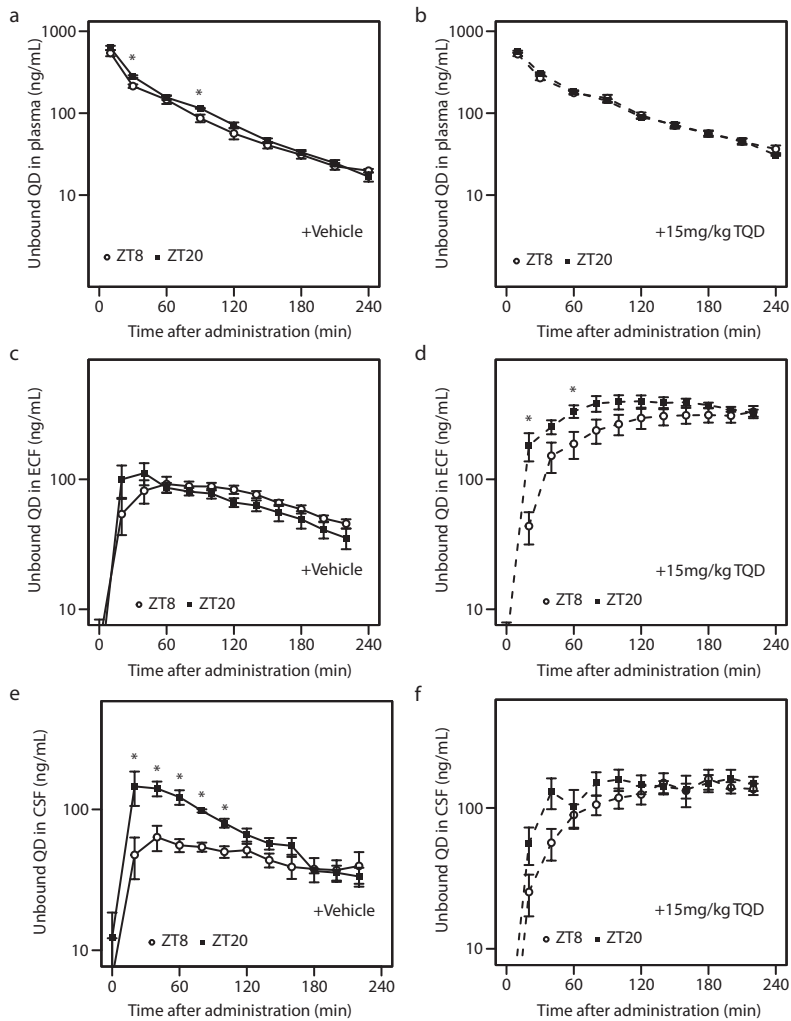 a
Unbound QD in plasma (ng/mL)
1000
100
10
*
*
+Vehicle
ZT8 ZT20
0 60 120 180 240
Time after administration (min)
b
Unbound QD in plasma (ng/mL)
1000
100
10
+15mg/kg TQD
ZT8 ZT20
0 60 120 180 240
Time after administration (min)
c
Unbound QD in ECF (ng/mL)
100
10
+Vehicle
ZT8 ZT20
0 60 120 180 240
Time after administration (min)
d
Unbound QD in ECF (ng/mL)
100
10
*
*
+15mg/kg TQD
ZT8 ZT20
0 60 120 180 240
Time after administration (min)
e
Unbound QD in CSF (ng/mL)
100
10
*
*
*
*
*
+Vehicle
ZT8 ZT20
0 60 120 180 240
Time after administration (min)
f
Unbound QD in CSF (ng/mL)
100
10
+15mg/kg TQD
ZT8 ZT20
0 60 120 180 240
Time after administration (min)